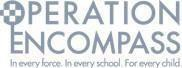 OPERATION
ENCOMPASS
In every force. In every school. For every child.